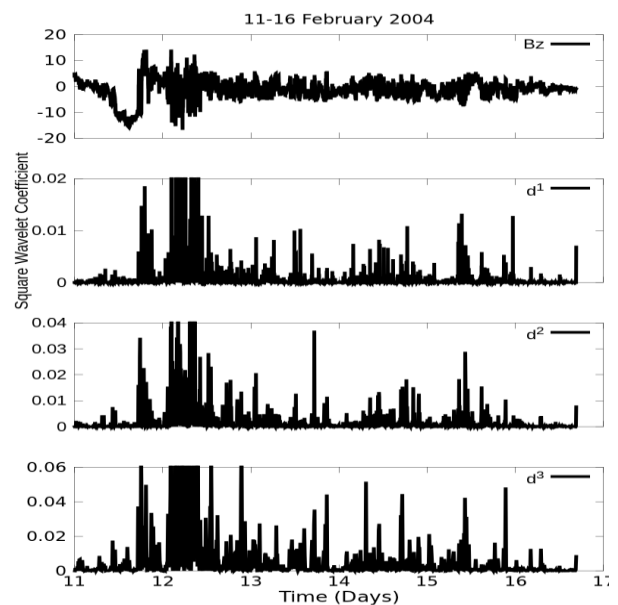 11-16 February 2004
20
10
0
-10
-20
Bz
Square Wavelet Coefficient
0.02
0.01
0
d1
0.04
0.03
0.02
0.01
0
d2
0.06
0.04
0.02
0
d3
11 12 13 14 15 16 17
Time (Days)